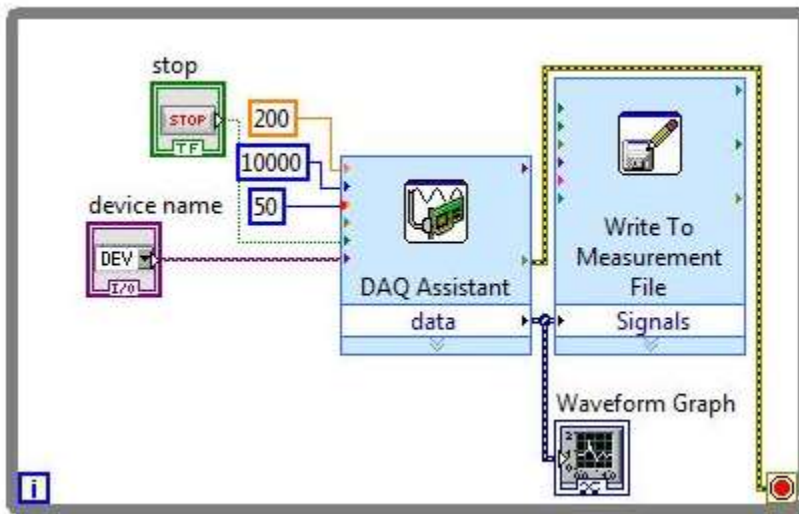 stop
STOP
TF
200
10000
50
device name
DEV
I/O
DAQ Assistant
data
Write To
Measurement
File
Signals
Waveform Graph
i